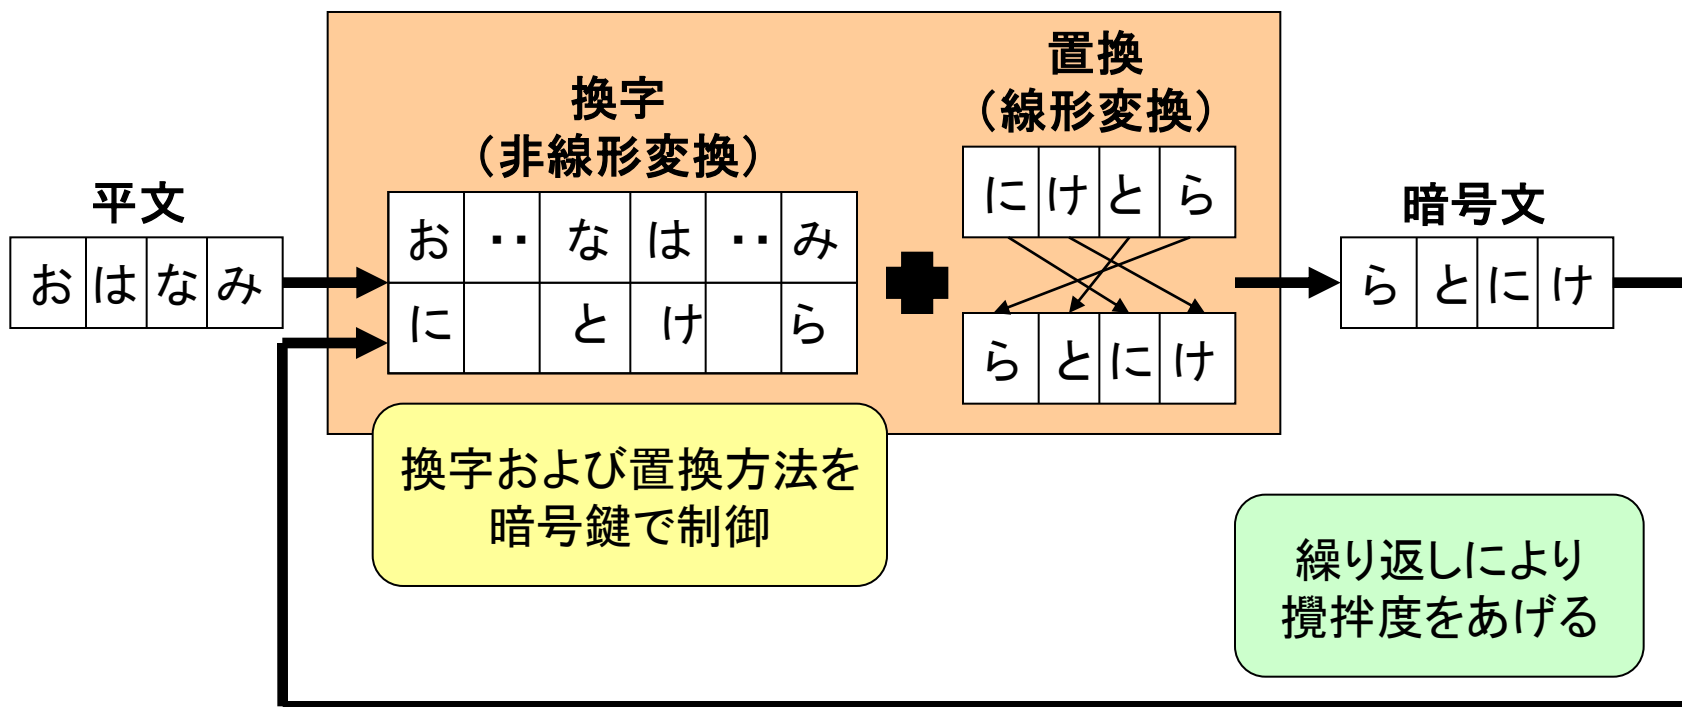 平文
お は な み
換字
（非線形変換）
お ‥ な は ‥ み
に と け ら
置換
（線形変換）
に け と ら
ら と に け
暗号文
ら と に け
換字および置換方法を
暗号鍵で制御
繰り返しにより
攪拌度をあげる